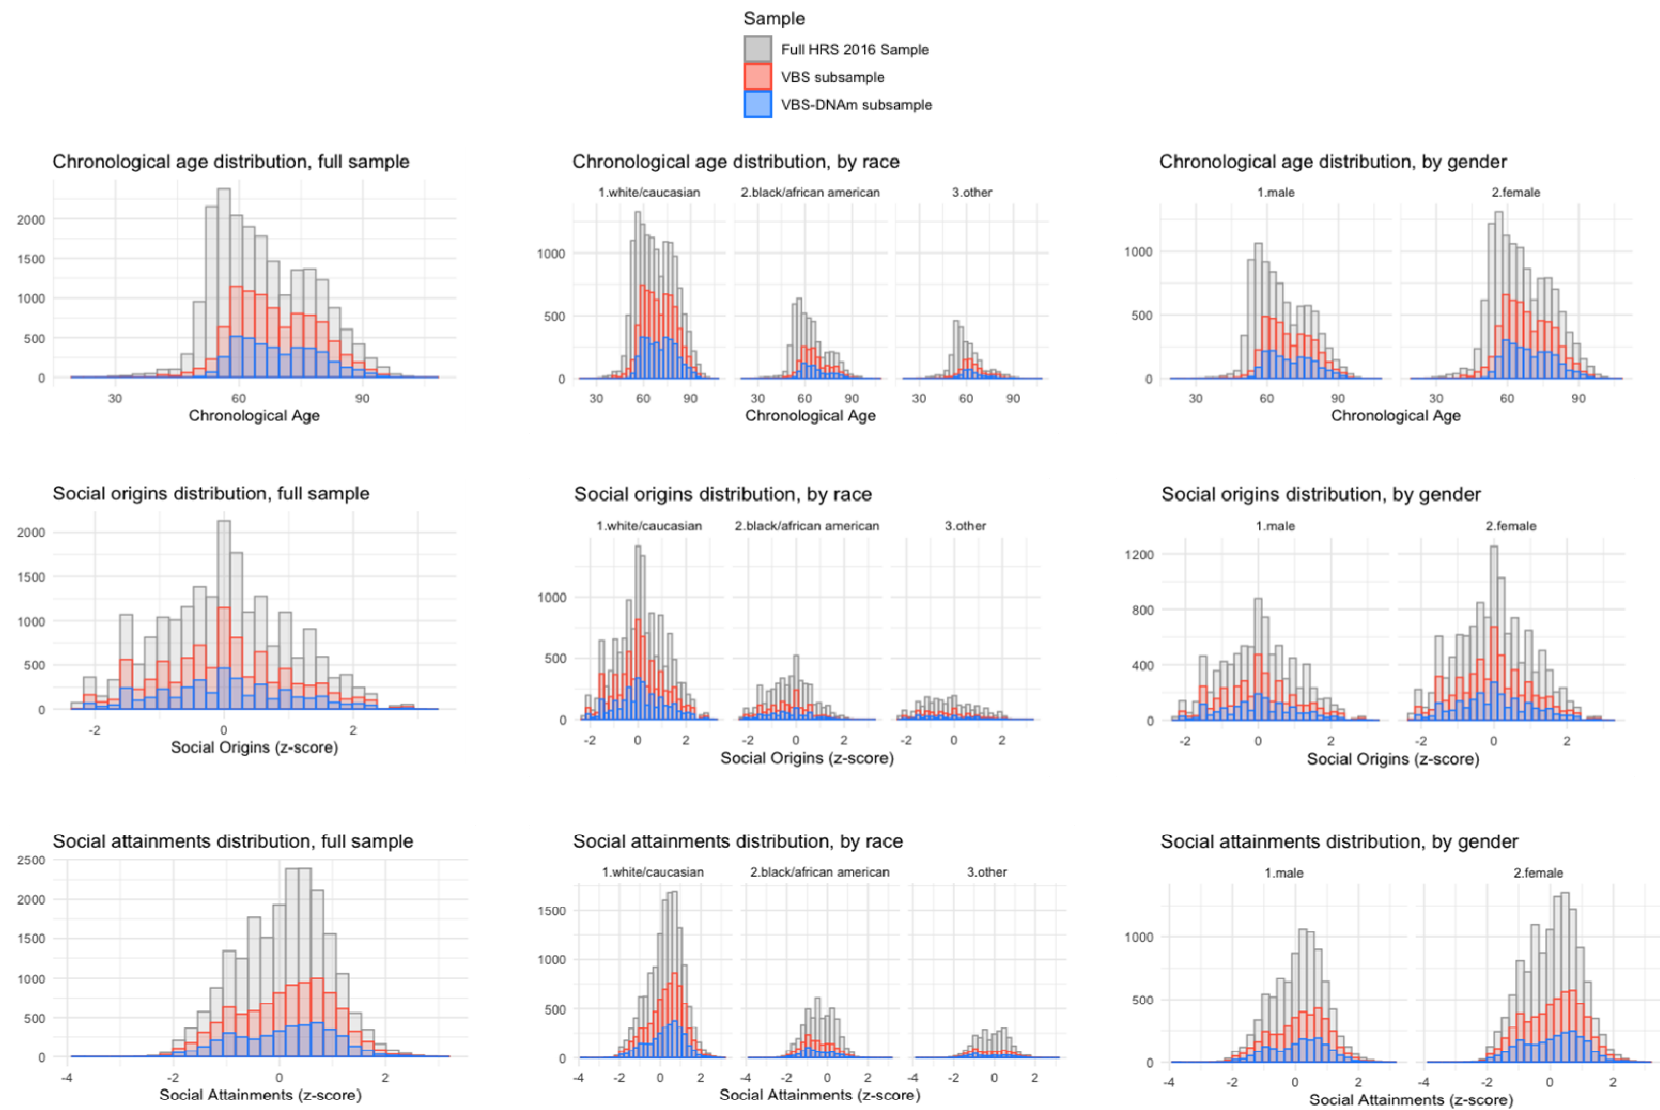 Sample
Full HRS 2016 Sample
VBS subsample
VBS-DNAm subsample
Chronological age distribution, full sample
2000
1500
1000
500
0
30 60 90
Chronological Age
Chronological age distribution, by race
1.white/caucasian 2.black/african american 3.other
1000
500
0
30 60 90 30 60 90 30 60 90
Chronological Age
Chronological age distribution, by gender
1.male 2.female
1000
500
0
30 60 90 30 60 90
Chronological Age
Social origins distribution, full sample
2000
1500
1000
500
0
-2 0 2
Social Origins (z-score)
Social origins distribution, by race
1.white/caucasian 2.black/african american 3.other
1000
500
0
-2 0 2 -2 0 2 -2 0 2
Social Origins (z-score)
Social origins distribution, by gender
1.male 2.female
1200
800
400
0
-2 0 2 -2 0 2
Social Origins (z-score)
Social attainments distribution, full sample
2500
2000
1500
1000
500
0
-4 -2 0 2
Social Attainments (z-score)
Social attainments distribution, by race
1.white/caucasian 2.black/african american 3.other
1500
1000
500
0
-4 -2 0 2 -4 -2 0 2 -4 -2 0 2
Social Attainments (z-score)
Social attainments distribution, by gender
1.male 2.female
1000
500
0
-4 -2 0 2 -4 -2 0 2
Social Attainments (z-score)